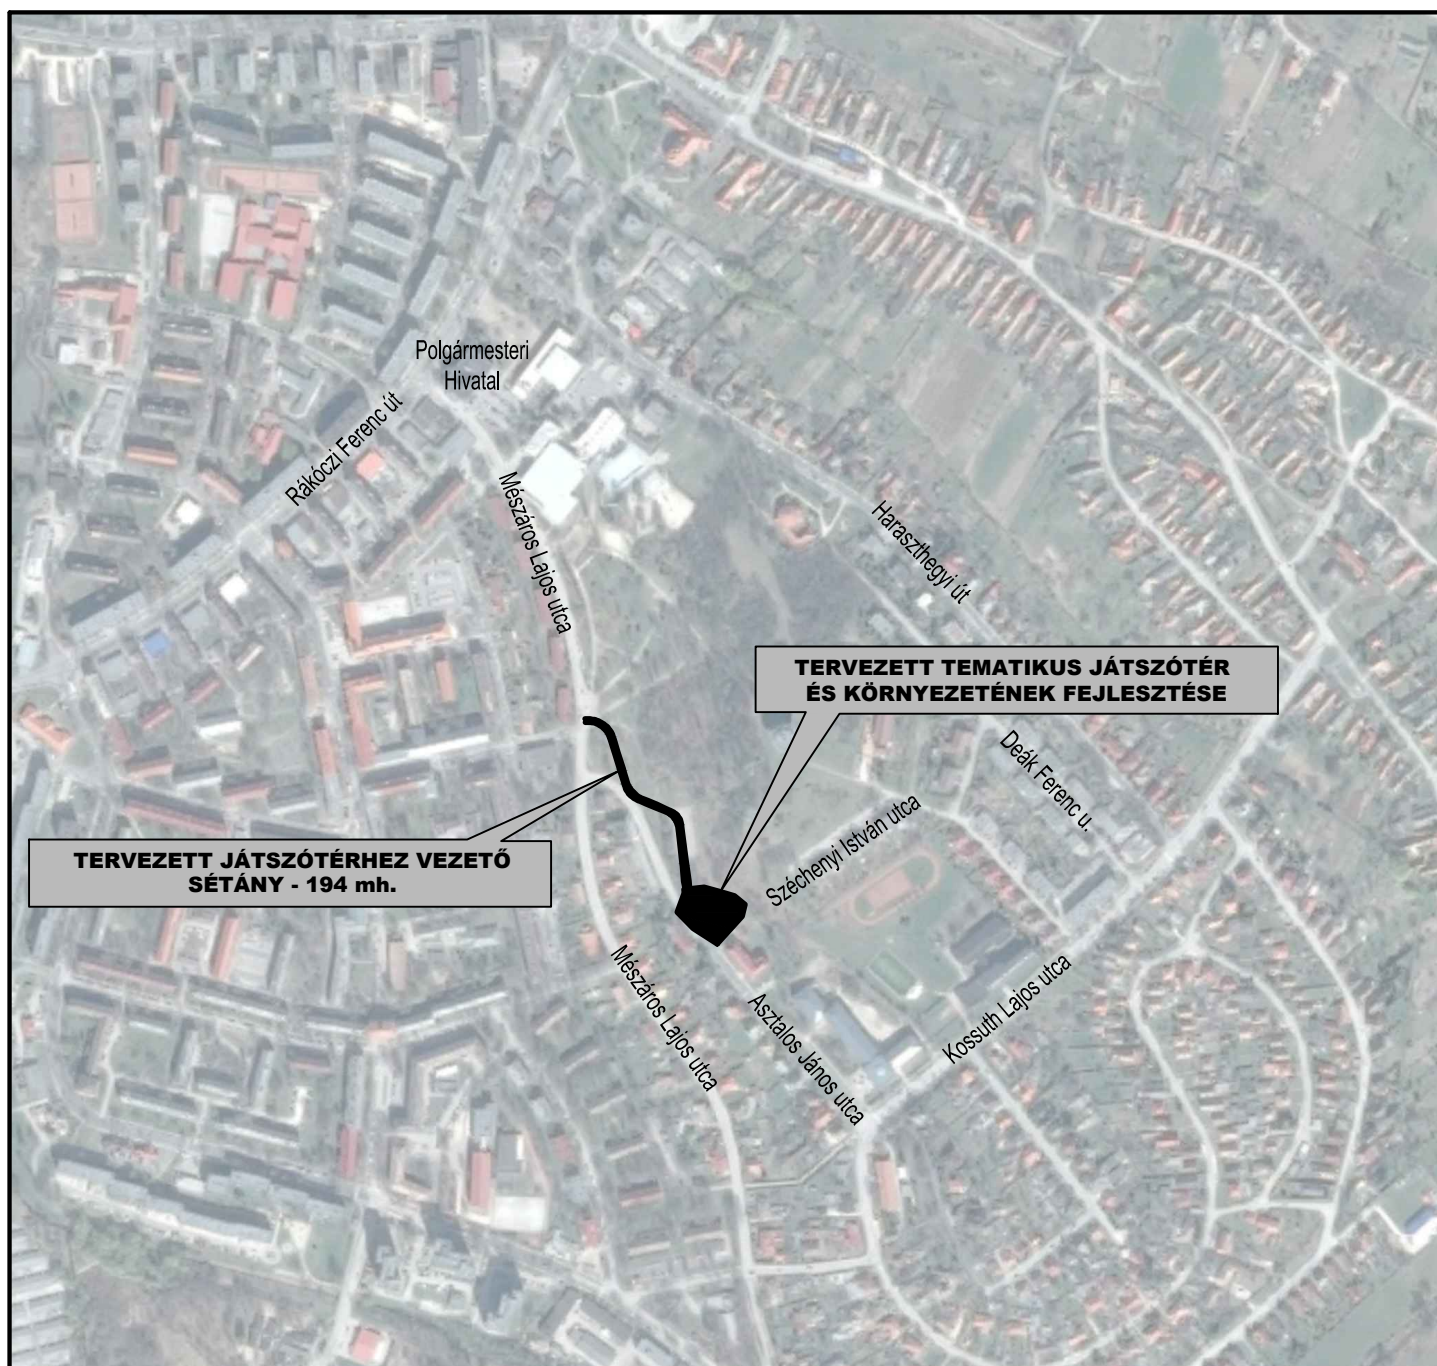 Polgármesteri
Hivatal
Rákóczi Ferenc út
Mészáros Lajos utca
Haraszthegyi út
TERVEZETT TEMATIKUS JÁTSZÓTÉR
ÉS KÖRNYEZETÉNEK FEJLESZTÉSE
Deák Ferenc u.
Széchenyi István utca
TERVEZETT JÁTSZÓTÉRHEZ VEZETŐ
SÉTÁNY - 194 mh.
Mészáros Lajos utca
Asztalos János utca
Kossuth Lajos utca